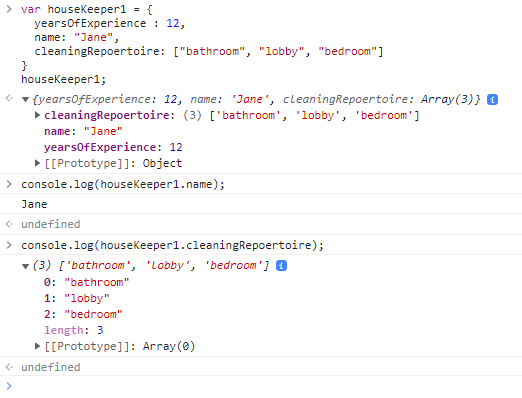 > var houseKeeper1 = {
yearsOfExperience : 12,
name: "Jane",
cleaningRepoertoire: ["bathroom", "lobby", "bedroom"]
}
houseKeeper1;
{yearsOfExperience: 12, name: 'Jane', cleaningRepoertoire: Array(3)} i
cleaningRepoertoire: (3) ['bathroom', 'lobby', 'bedroom']
name: "Jane"
yearsOfExperience: 12
[[Prototype]]: Object
> console.log(houseKeeper1.name);
Jane
undefined
> console.log(houseKeeper1.cleaningRepoertoire);
(3) ['bathroom', 'lobby', 'bedroom'] i
0: "bathroom"
1: "lobby"
2: "bedroom"
length: 3
[[Prototype]]: Array(0)
undefined
>